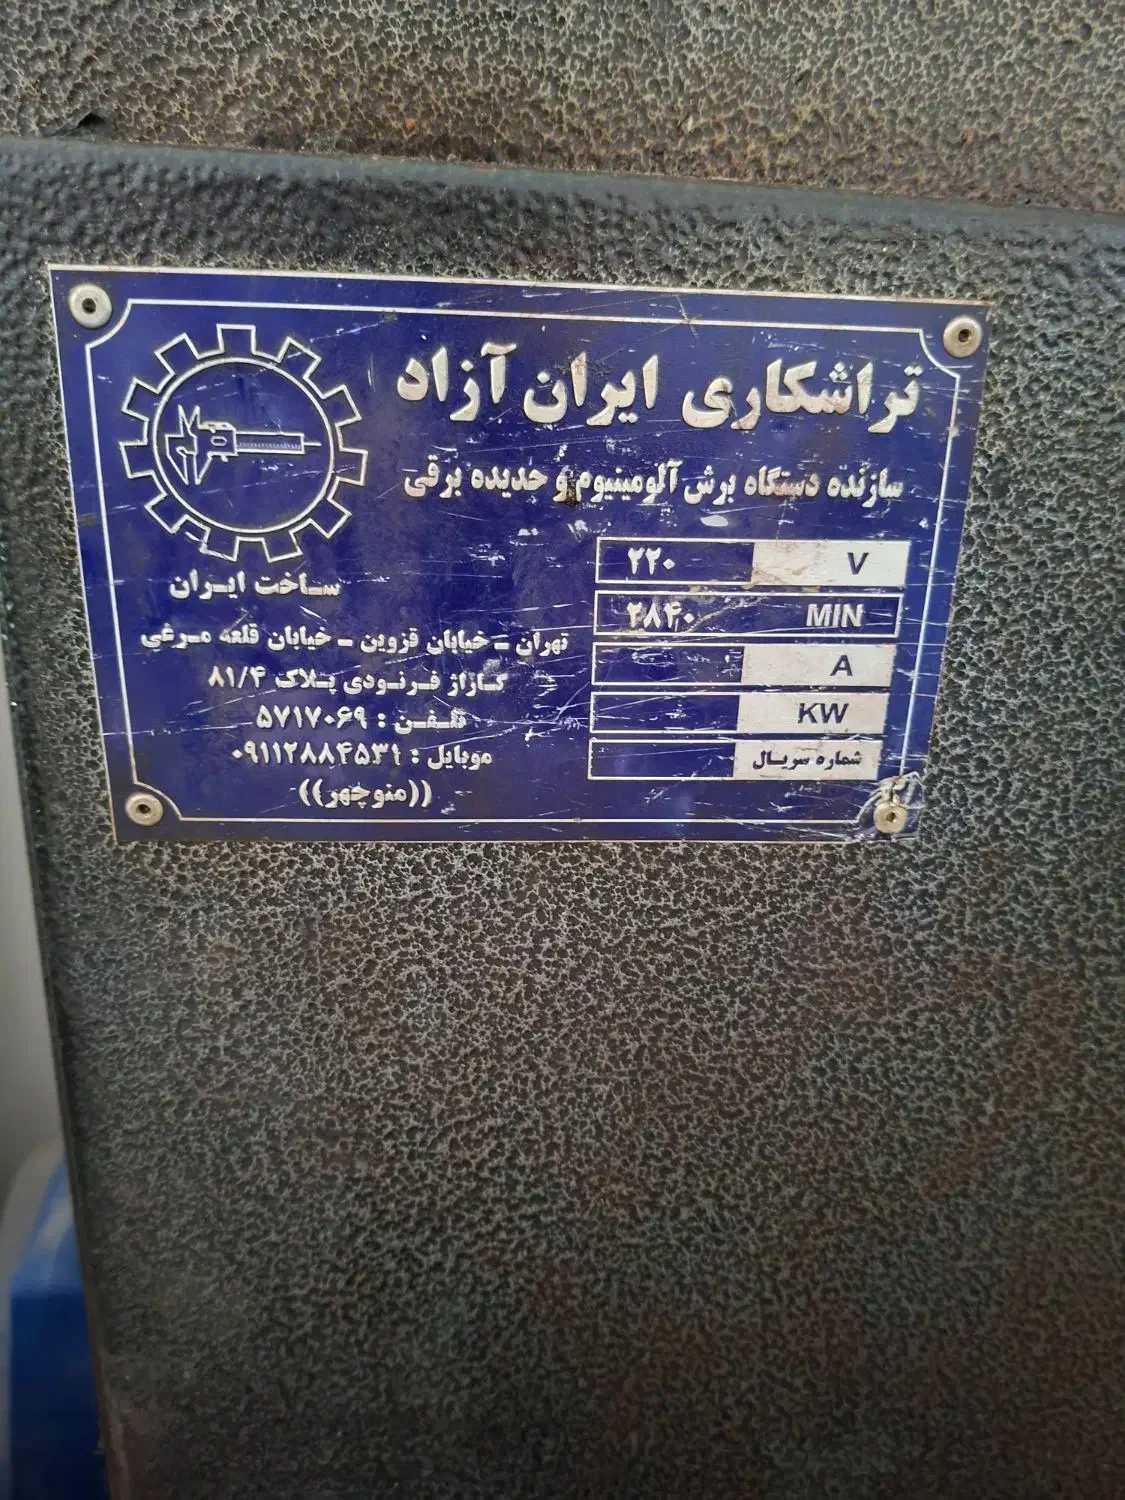 تراشکاری ایران آزاد
سازنده دستگاه برش آلومینیوم و حدیده برقی
V ۲۲۰
MIN ۲۸۴۰
A
KW
شماره سریال
ساخت ایران
تهران - خیابان قزوین - خیابان قلعه مرغی
گازاژ فرنودی پلاک ۸۱/۴
تلفن : ۵۷۱۷۰۶۹
موبایل : ۰۹۱۱۲۸۸۴۵۳۱
((منوچهر))